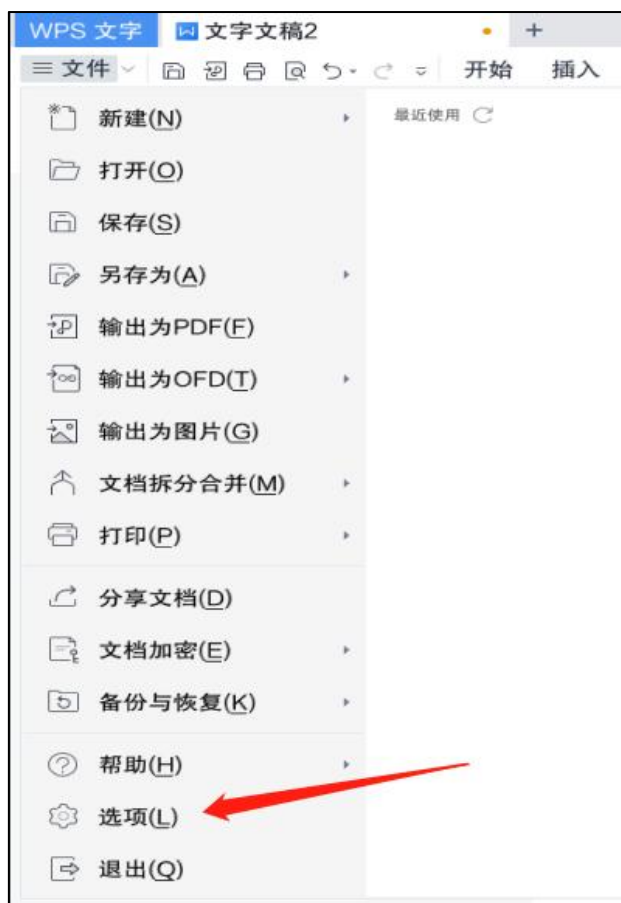 WPS 文字 文字文稿2
文件 开始 插入
最近使用
新建(N)
打开(O)
保存(S)
另存为(A)
输出为PDF(F)
输出为OFD(T)
输出为图片(G)
文档拆分合并(M)
打印(P)
分享文档(D)
文档加密(E)
备份与恢复(K)
帮助(H)
选项(L)
退出(Q)